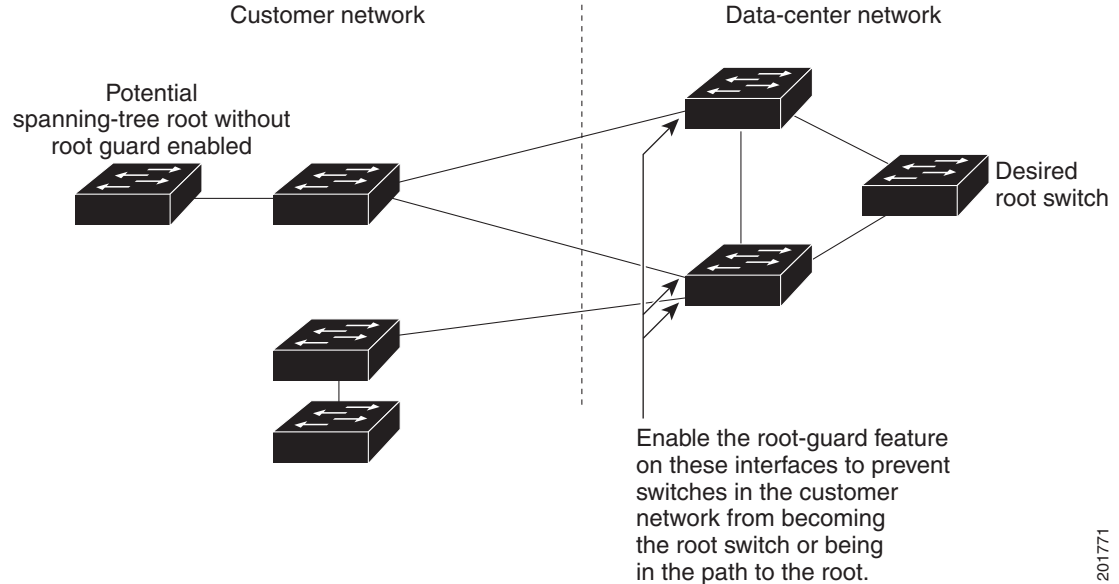 Customer network
Data-center network
Potential
spanning-tree root without
root guard enabled
Desired
root switch
Enable the root-guard feature
on these interfaces to prevent
switches in the customer
network from becoming
the root switch or being
in the path to the root.
201771